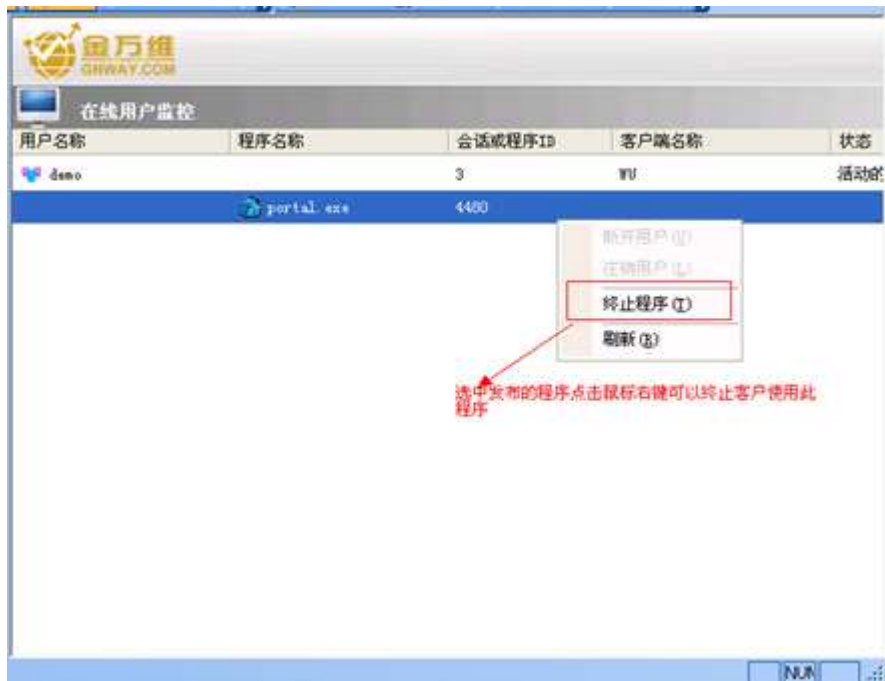 金万维
GNWAY.COM
在线用户监控
用户名称 程序名称 会话或程序ID 客户端名称 状态
demo 3 WU 活动的
portal.exe 4480
断开用户(U)
注销用户(L)
终止程序(T)
刷新(R)
选中发布的程序点击鼠标右键可以终止客户使用此
程序
NUM